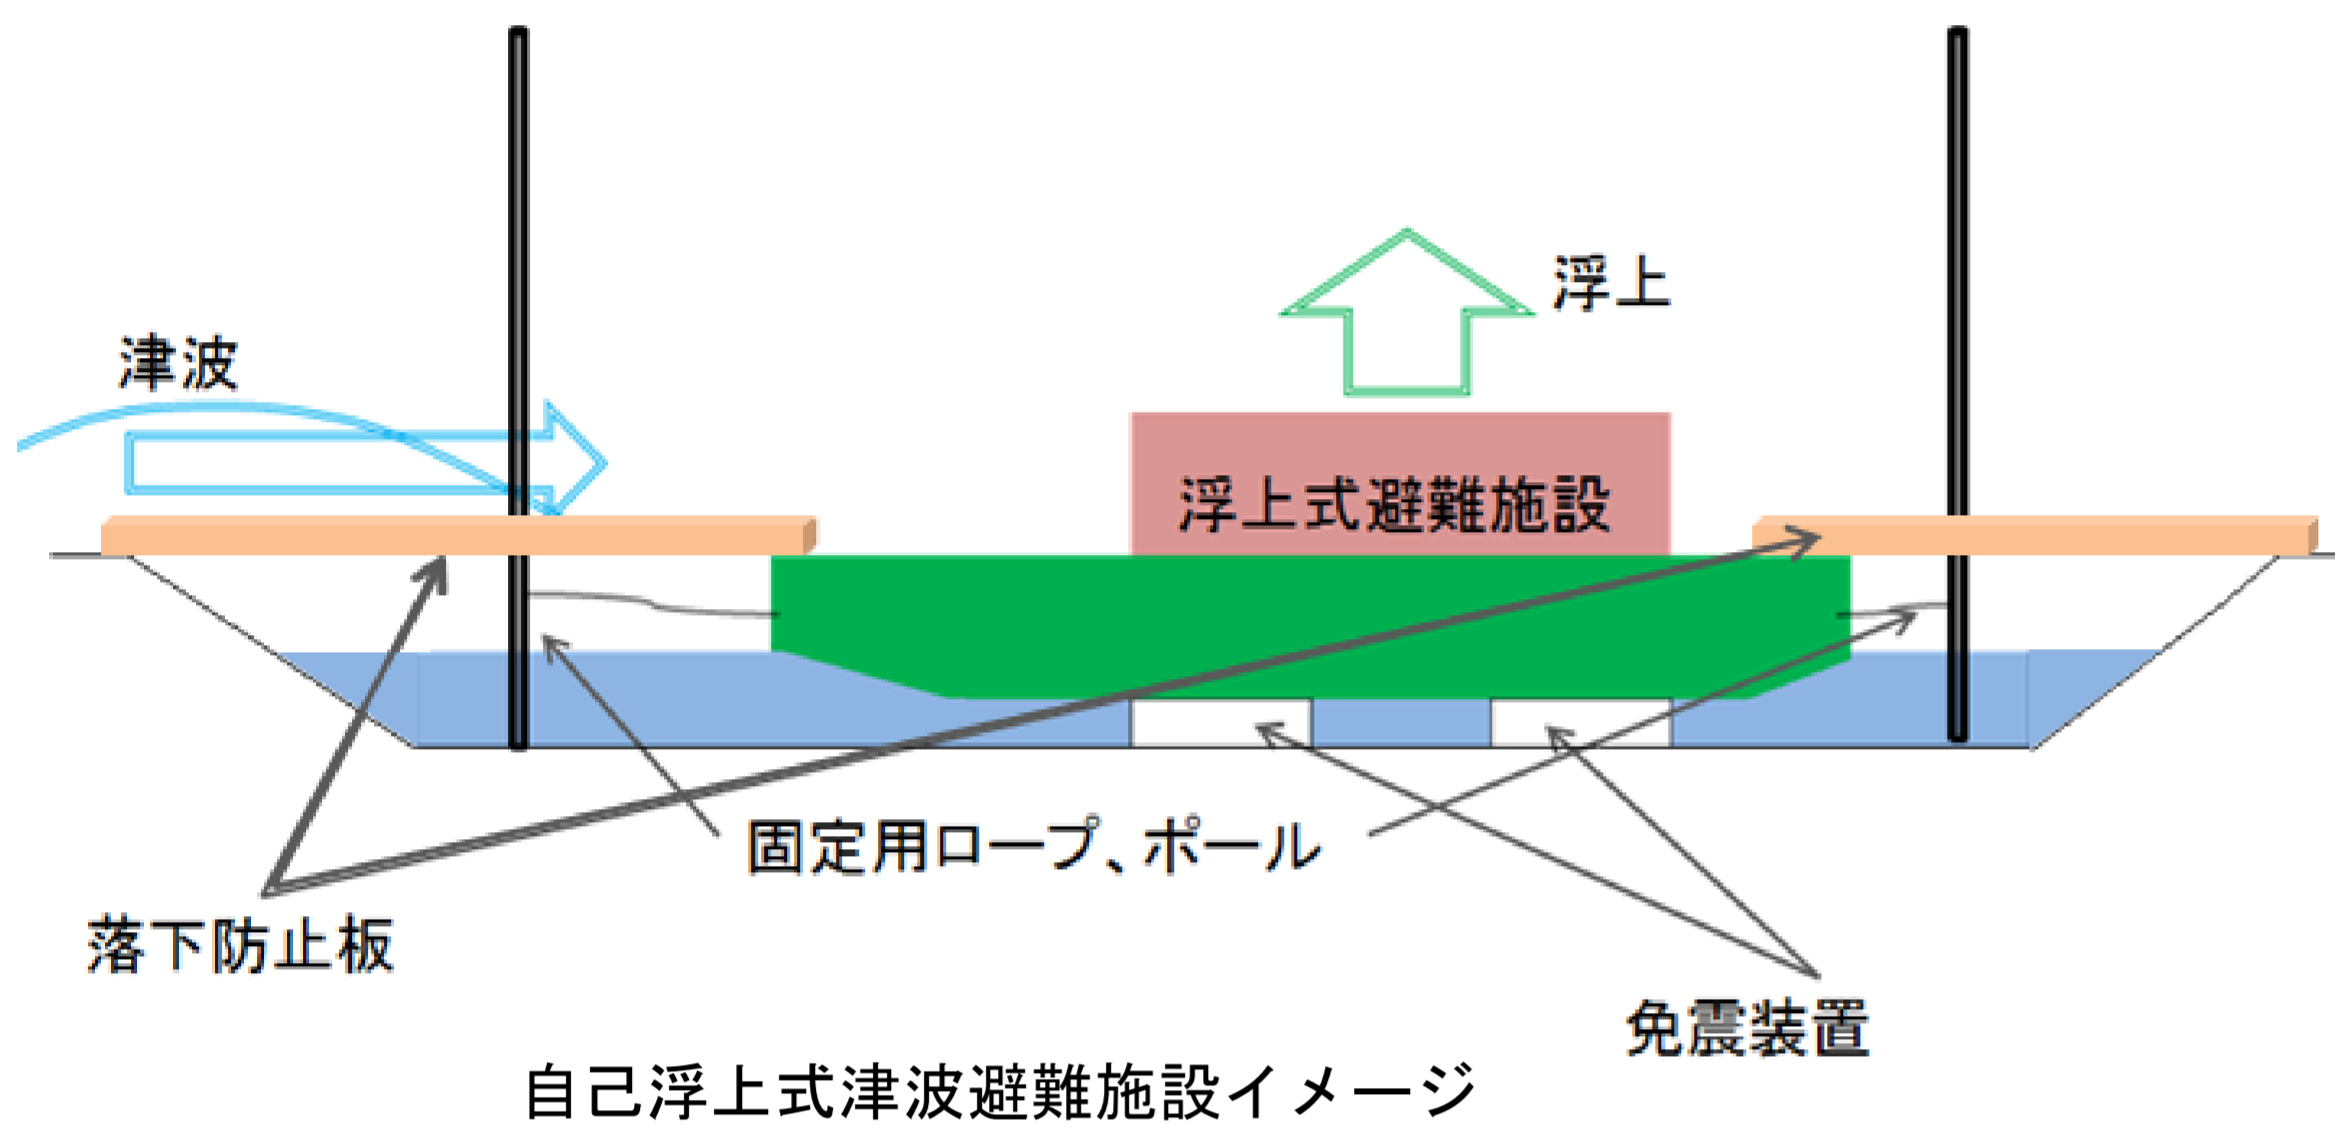 浮上
津波
浮上式避難施設
固定用ロープ、ポール
落下防止板
免震装置
自己浮上式津波避難施設イメージ